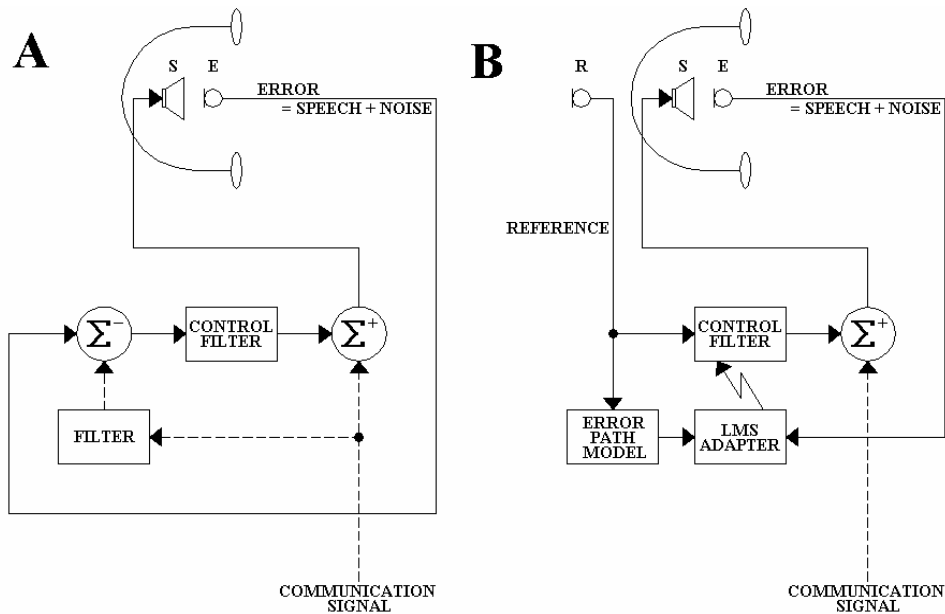 A
S E
ERROR
= SPEECH + NOISE
Σ−
CONTROL
FILTER
Σ+
FILTER
COMMUNICATION
SIGNAL
B
R S E
ERROR
= SPEECH + NOISE
REFERENCE
CONTROL
FILTER
Σ+
ERROR
PATH
MODEL
LMS
ADAPTER
COMMUNICATION
SIGNAL